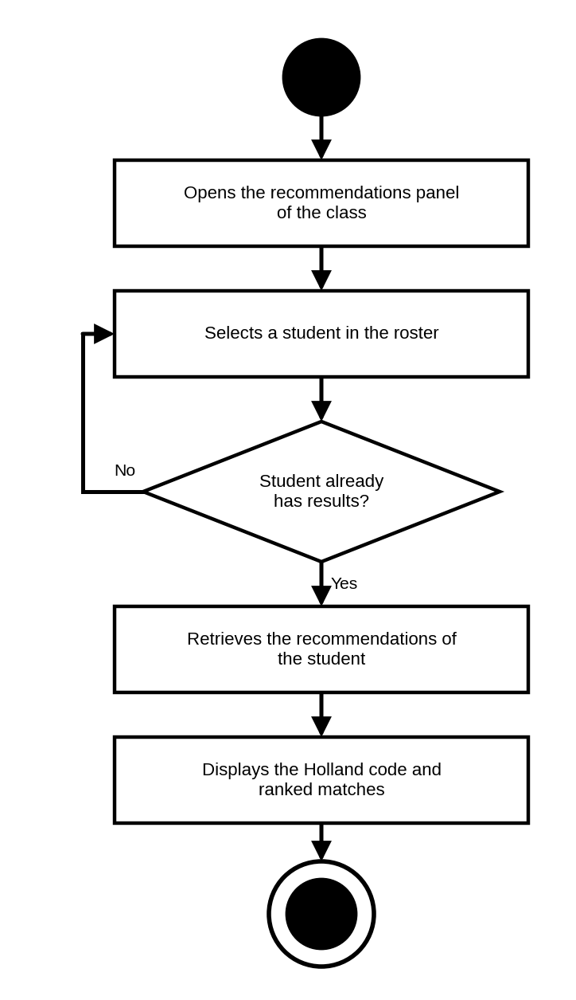 Opens the recommendations panel
of the class
Selects a student in the roster
No
Student already
has results?
Yes
Retrieves the recommendations of
the student
Displays the Holland code and
ranked matches